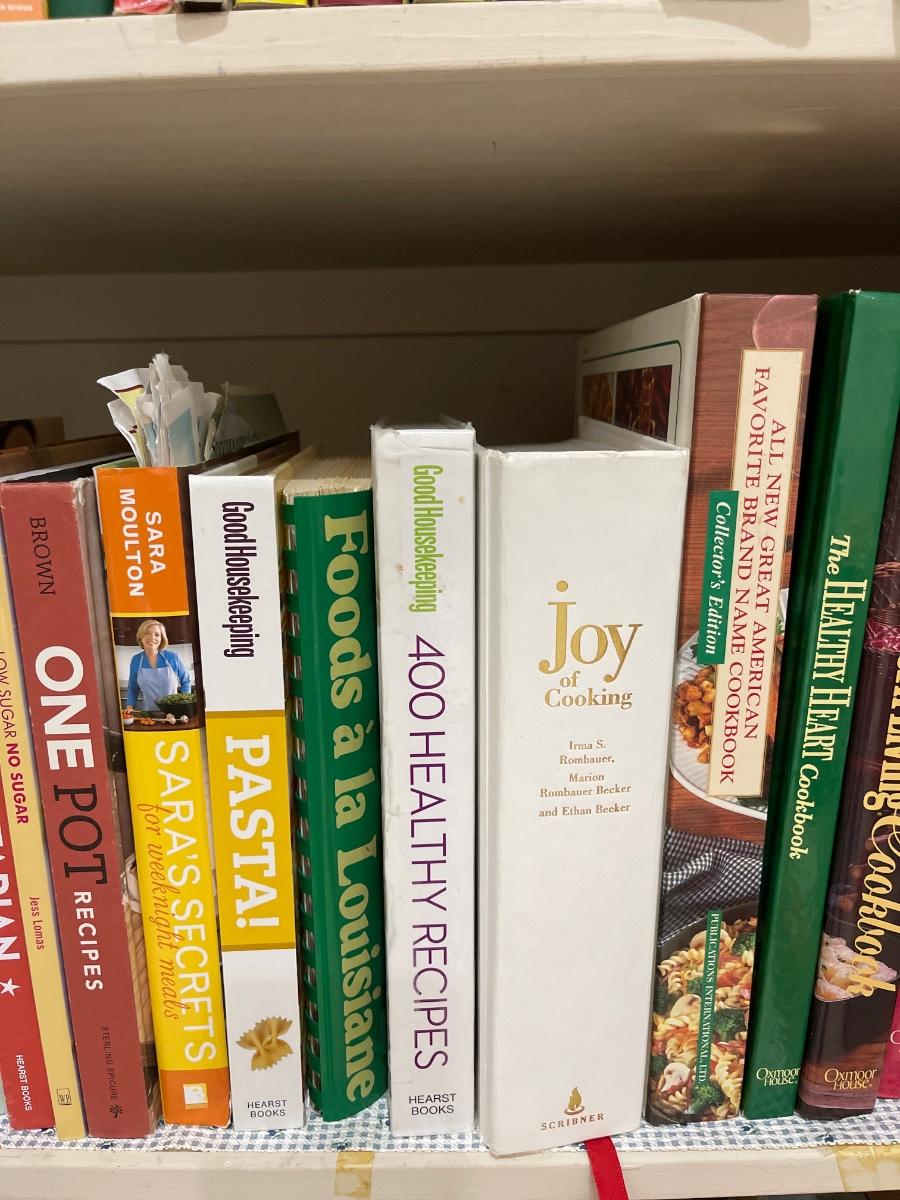 TARIAN ★
HEARST BOOKS
LOW SUGAR NO SUGAR
Jess Lomas
WP
BROWN
ONE POT
RECIPES
STERLING EPICURE
SARA
MOULTON
SARA'S SECRETS
for weeknight meals
GoodHousekeeping
PASTA!
HEARST
BOOKS
Foods á la Louisiane
GoodHousekeeping
400 HEALTHY RECIPES
HEARST
BOOKS
joy
of
Cooking
Irma S.
Rombauer,
Marion
Rombauer Becker
and Ethan Becker
SCRIBNER
ALL NEW GREAT AMERICAN
FAVORITE BRAND NAME COOKBOOK
Collector's Edition
PUBLICATIONS INTERNATIONAL, LTD.
The HEALTHY HEART Cookbook
Oxmoor
House
Cookbook
Oxmoor
House